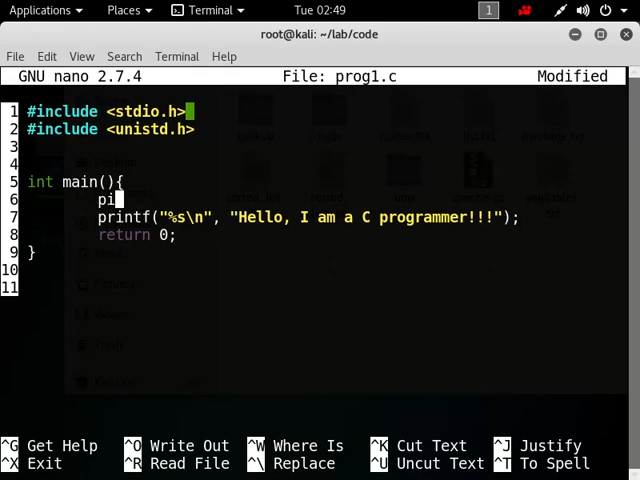 Applications Places Terminal Tue 02:49 1
root@kali: ~/lab/code
File Edit View Search Terminal Help
GNU nano 2.7.4 File: prog1.c Modified
1 #include <stdio.h>
2 #include <unistd.h>
3
4
5 int main(){
6 pi
7 printf("%s\n", "Hello, I am a C programmer!!!");
8 return 0;
9 }
10
11
^G Get Help ^O Write Out ^W Where Is ^K Cut Text ^J Justify
^X Exit ^R Read File ^\ Replace ^U Uncut Text ^T To Spell